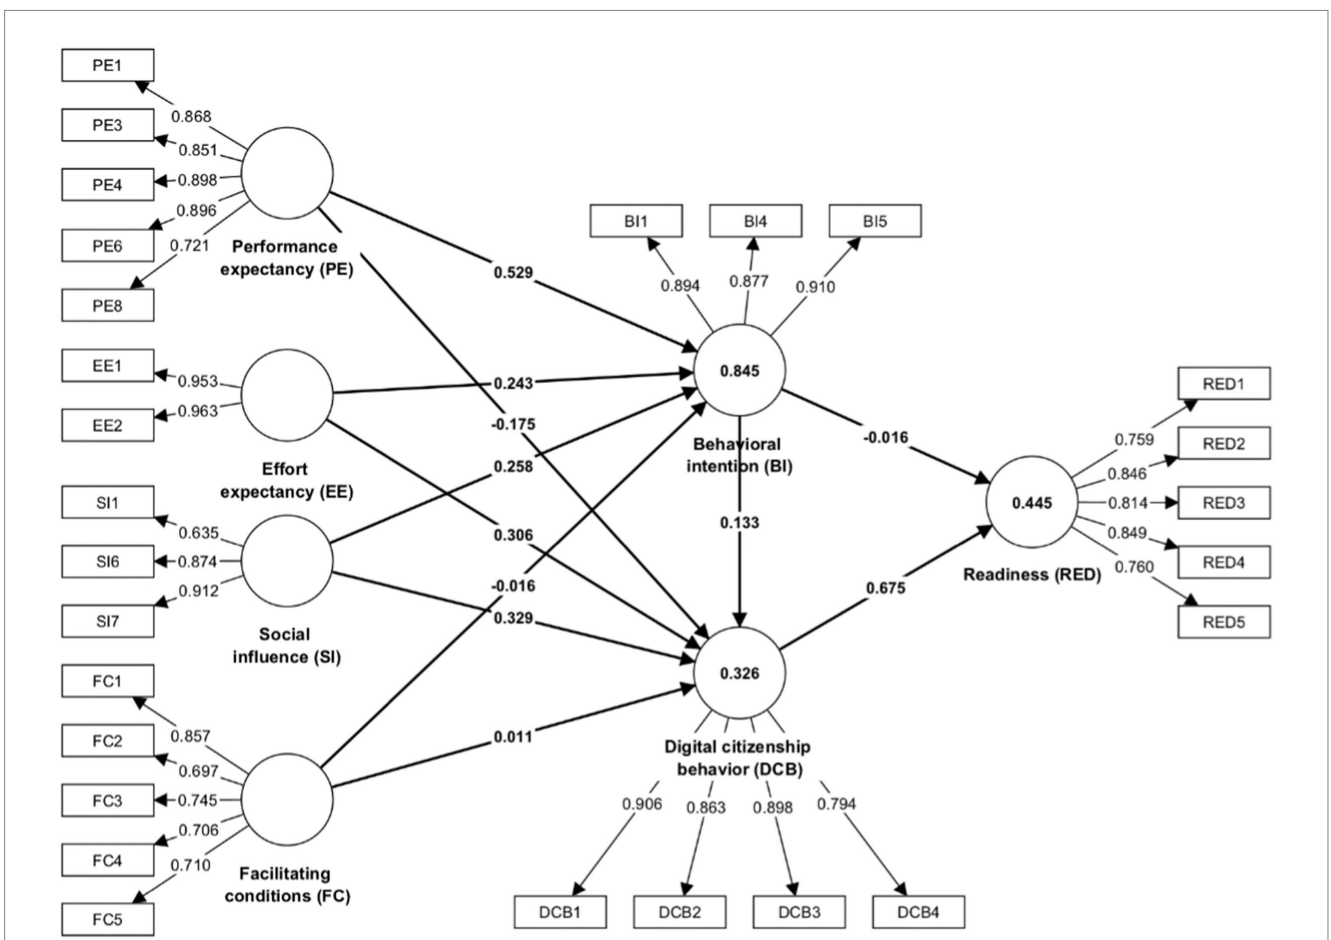 PE1
0.868
PE3
0.851
PE4
0.898
0.896
PE6
0.721
PE8
Performance
expectancy (PE)
EE1
0.953
0.963
EE2
Effort
expectancy (EE)
SI1
0.635
SI6
0.874
0.912
SI7
Social
influence (SI)
FC1
0.857
FC2
0.697
FC3
0.745
0.706
FC4
0.710
FC5
Facilitating
conditions (FC)
0.529
0.243
-0.175
0.258
0.306
-0.016
0.329
0.011
BI1
BI4
BI5
0.894
0.877
0.910
0.845
Behavioral
intention (BI)
0.133
-0.016
0.675
0.326
Digital citizenship
behavior (DCB)
0.906
0.863
0.898
0.794
DCB1
DCB2
DCB3
DCB4
0.445
Readiness (RED)
RED1
0.759
RED2
0.846
0.814
RED3
0.849
RED4
0.760
RED5